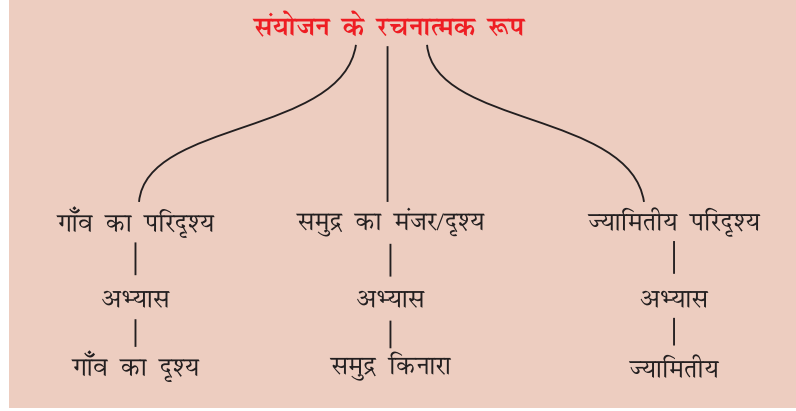 संयोजन के रचनात्मक रूप
गाँव का परिदृश्य समुद्र का मंजर/दृश्य ज्यामितीय परिदृश्य
अभ्यास अभ्यास अभ्यास
गाँव का दृश्य समुद्र किनारा ज्यामितीय